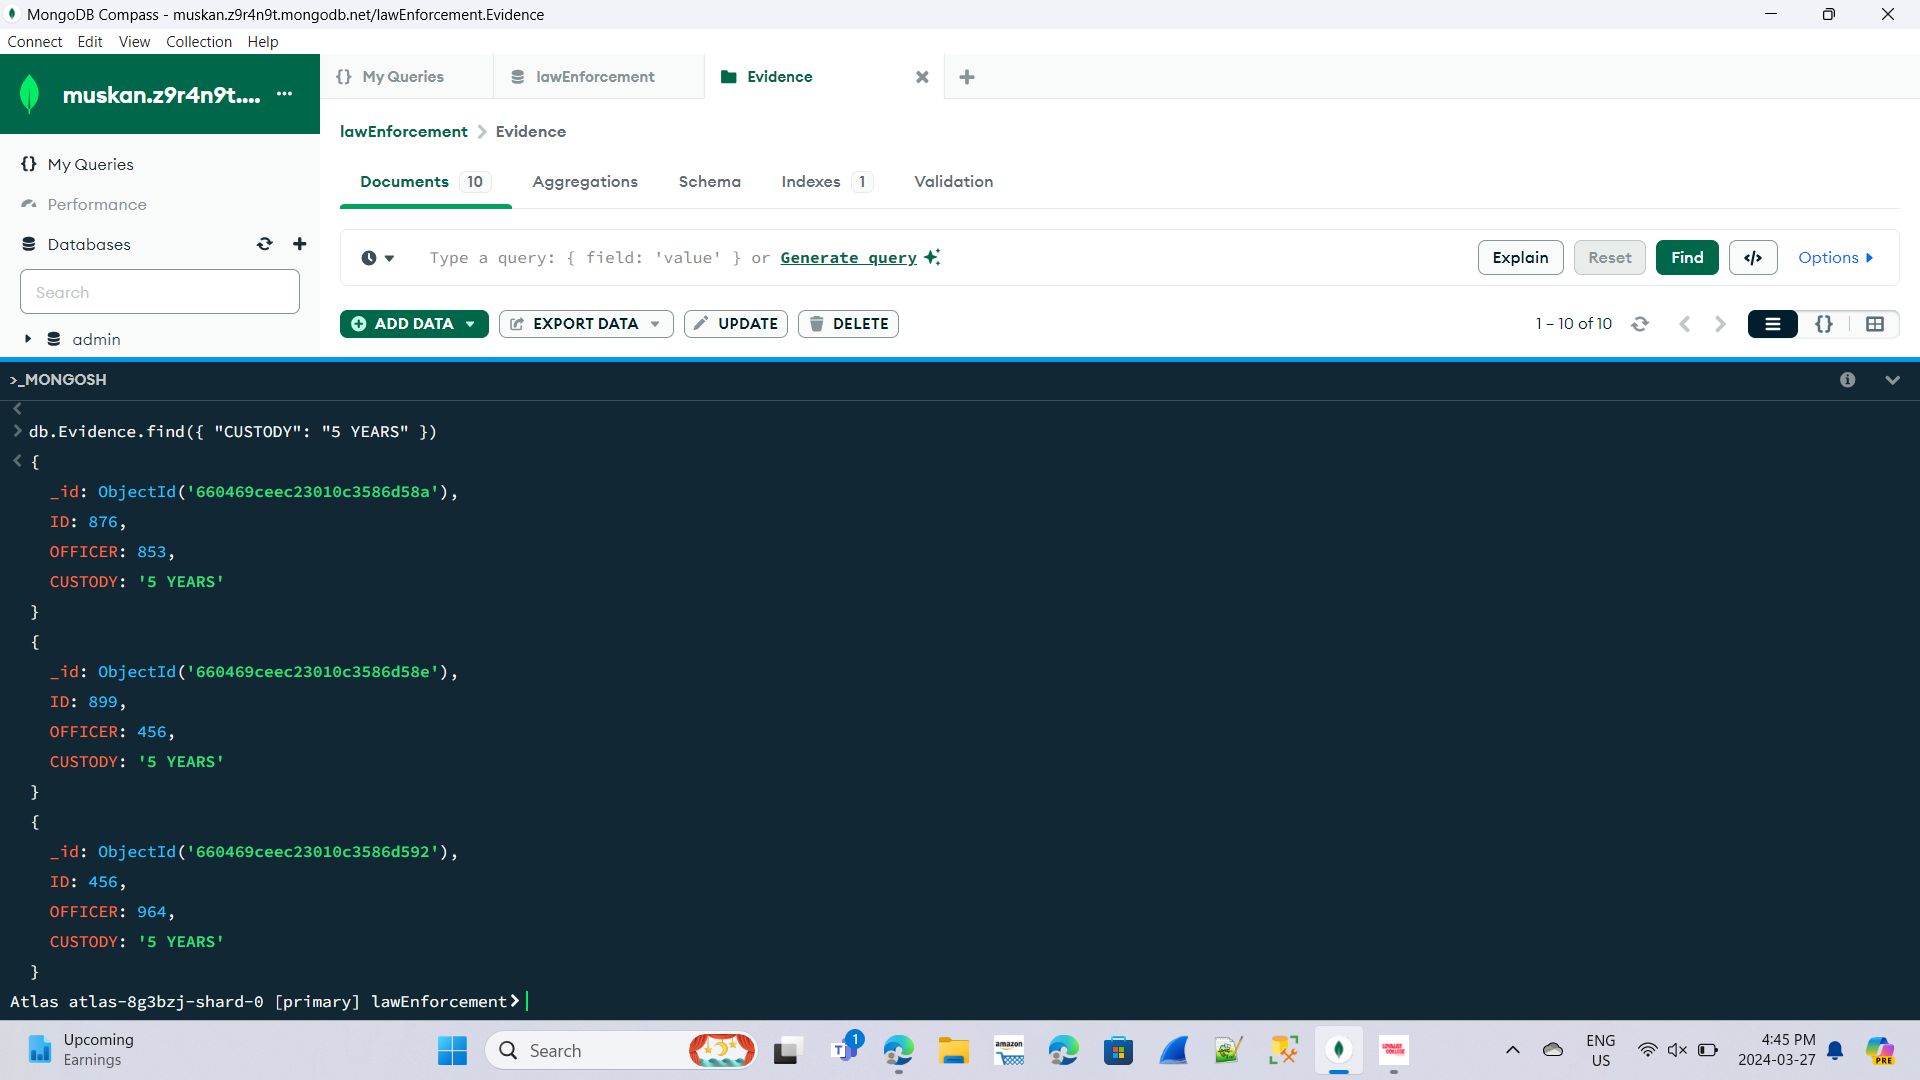 MongoDB Compass - muskan.z9r4n9t.mongodb.net/lawEnforcement.Evidence
Connect Edit View Collection Help
muskan.z9r4n9t.... ...
{} My Queries
lawEnforcement
Evidence
lawEnforcement > Evidence
{} My Queries
Performance
Databases
Search
admin
Documents 10 Aggregations Schema Indexes 1 Validation
Type a query: { field: 'value' } or Generate query
Explain Reset Find </> Options
ADD DATA EXPORT DATA UPDATE DELETE
1 – 10 of 10 {}
>_MONGOSH
<
> db.Evidence.find({ "CUSTODY": "5 YEARS" })
< {
_id: ObjectId('660469ceec23010c3586d58a'),
ID: 876,
OFFICER: 853,
CUSTODY: '5 YEARS'
}
{
_id: ObjectId('660469ceec23010c3586d58e'),
ID: 899,
OFFICER: 456,
CUSTODY: '5 YEARS'
}
{
_id: ObjectId('660469ceec23010c3586d592'),
ID: 456,
OFFICER: 964,
CUSTODY: '5 YEARS'
}
Atlas atlas-8g3bzj-shard-0 [primary] lawEnforcement>
Upcoming
Earnings
Search
1
amazon
LOYALIST
COLLEGE
ENG
US
4:45 PM
2024-03-27
PRE